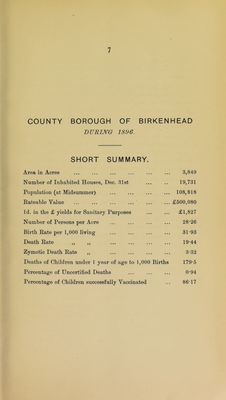 7
COUNTY BOROUGH OF BIRKENHEAD
DURING 1896.
SHORT SUMMARY.
Area in Acres ... ... ... ... ... ... ... 3,849
Number of Inhabited Houses, Dec. 31st ... .. 19,731
Population (at Midsummer) ... ... ... ... 108,818
Rateable Value ... ... ... ... ... ... £500,080
1d. in the £ yields for Sanitary Purposes ... ... £1,827
Number of Persons per Acre ... ... ... ... 28·26
Birth Rate per 1,000 living ... ... ... ... 31·93
Death Rate „ „ ... ... ... ... 19·44
Zymotic Death Rate „ ... ... ... ... 3·32
Deaths of Children under 1 year of age to 1,000 Births 179·5
Percentage of Uncertified Deaths ... ... ... 0·94
Percentage of Children successfully Vaccinated .. 86·17